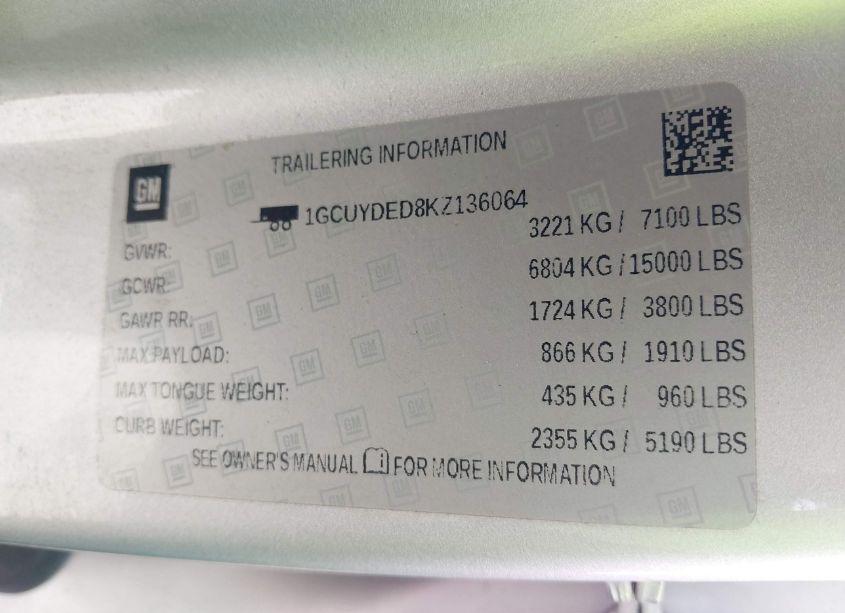 TRAILERING INFORMATION
GM
1GCUYDED8KZ136064
GVWR: 3221 KG / 7100 LBS
GCWR: 6804 KG / 15000 LBS
GAWR RR: 1724 KG / 3800 LBS
MAX PAYLOAD: 866 KG / 1910 LBS
MAX TONGUE WEIGHT: 435 KG / 960 LBS
CURB WEIGHT: 2355 KG / 5190 LBS
SEE OWNER'S MANUAL FOR MORE INFORMATION